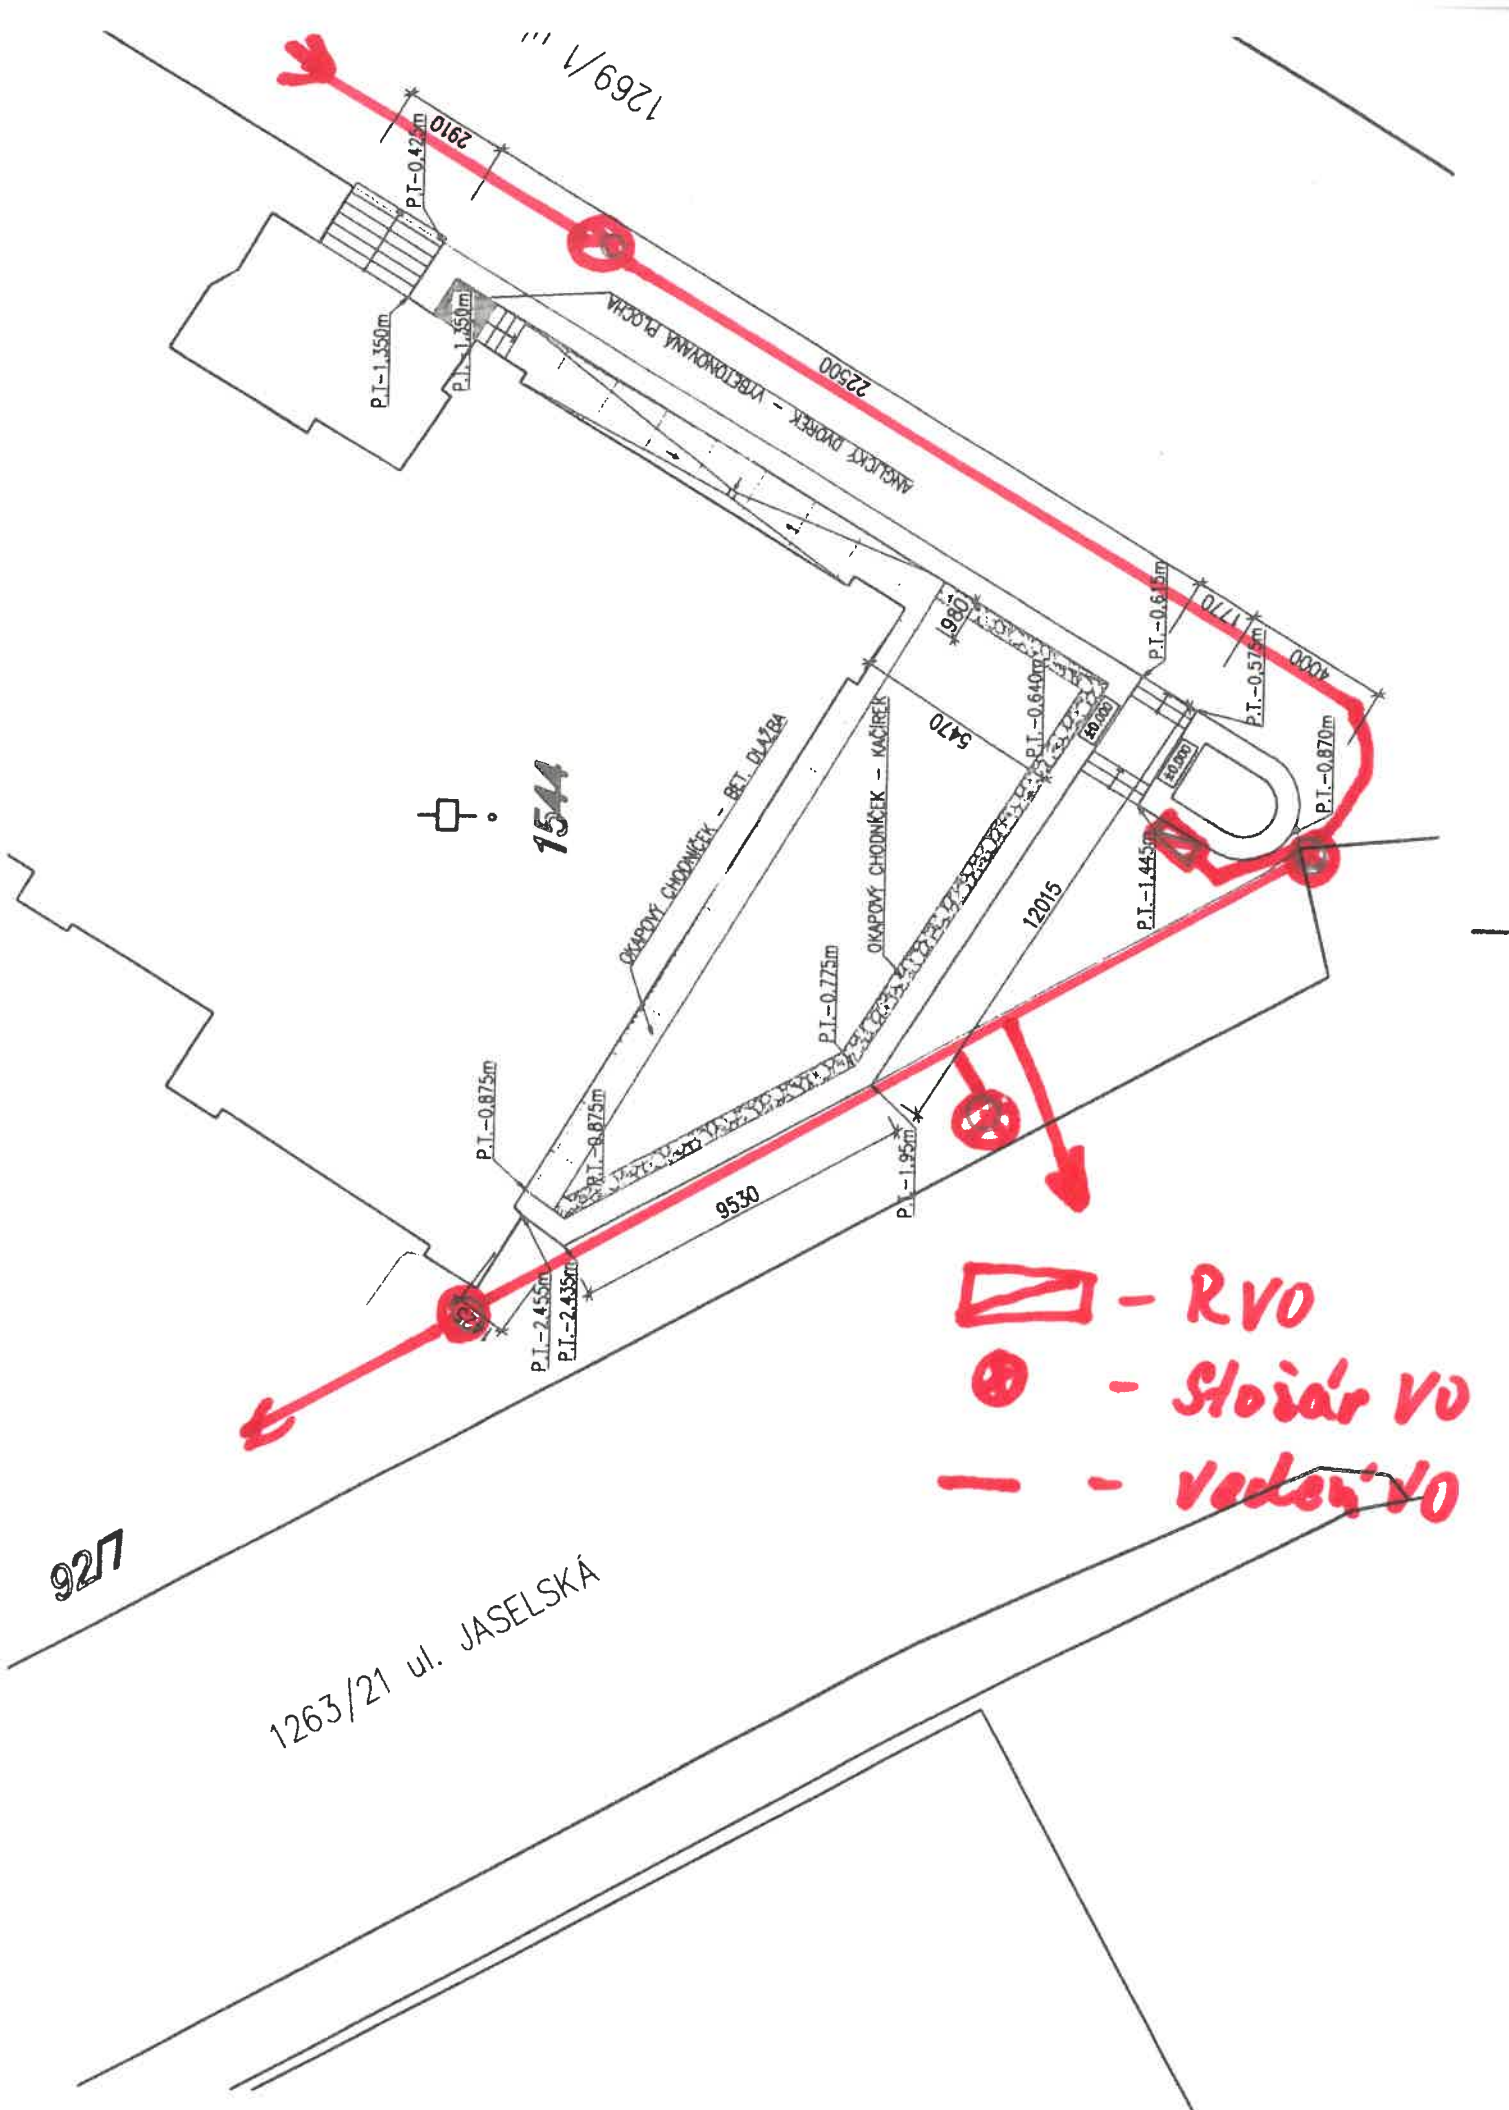 1269/1 '''
2910
P.T-0.425m
P.T-1.350m
P.T.-1.350m
ANGLICKÝ DVOREK - VYBETONOVANÁ PLOCHA
22500
980
P.T.-0.615m
1770
4000
P.T.-0.575m
P.T.-0.640m
5470
±0.000
±0.000
P.T.-0.870m
1544
OKAPOVÝ CHODNÍČEK - BET. DLAŽBA
OKAPOVÝ CHODNÍČEK - KAČÍREK
P.T.-1.445m
12015
P.T.-0.775m
P.T.-0.875m
P.T.-0.875m
9530
P.T.-1.95m
P.T.-2.455m
P.T.-2.435m
- RVO
- Stožár VO
- vedení VO
92/7
1263/21 ul. JASELSKÁ